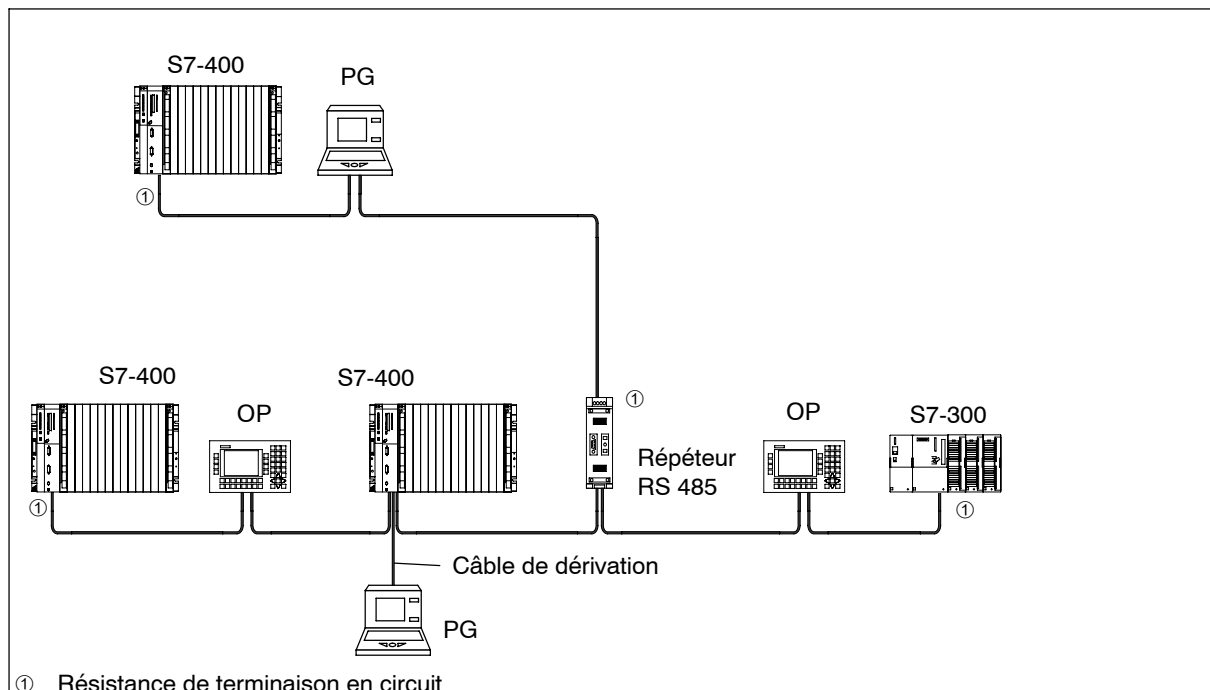 S7-400
PG
①
S7-400
OP
S7-400
①
Répéteur
RS 485
OP
S7-300
①
①
Câble de dérivation
PG
① Résistance de terminaison en circuit